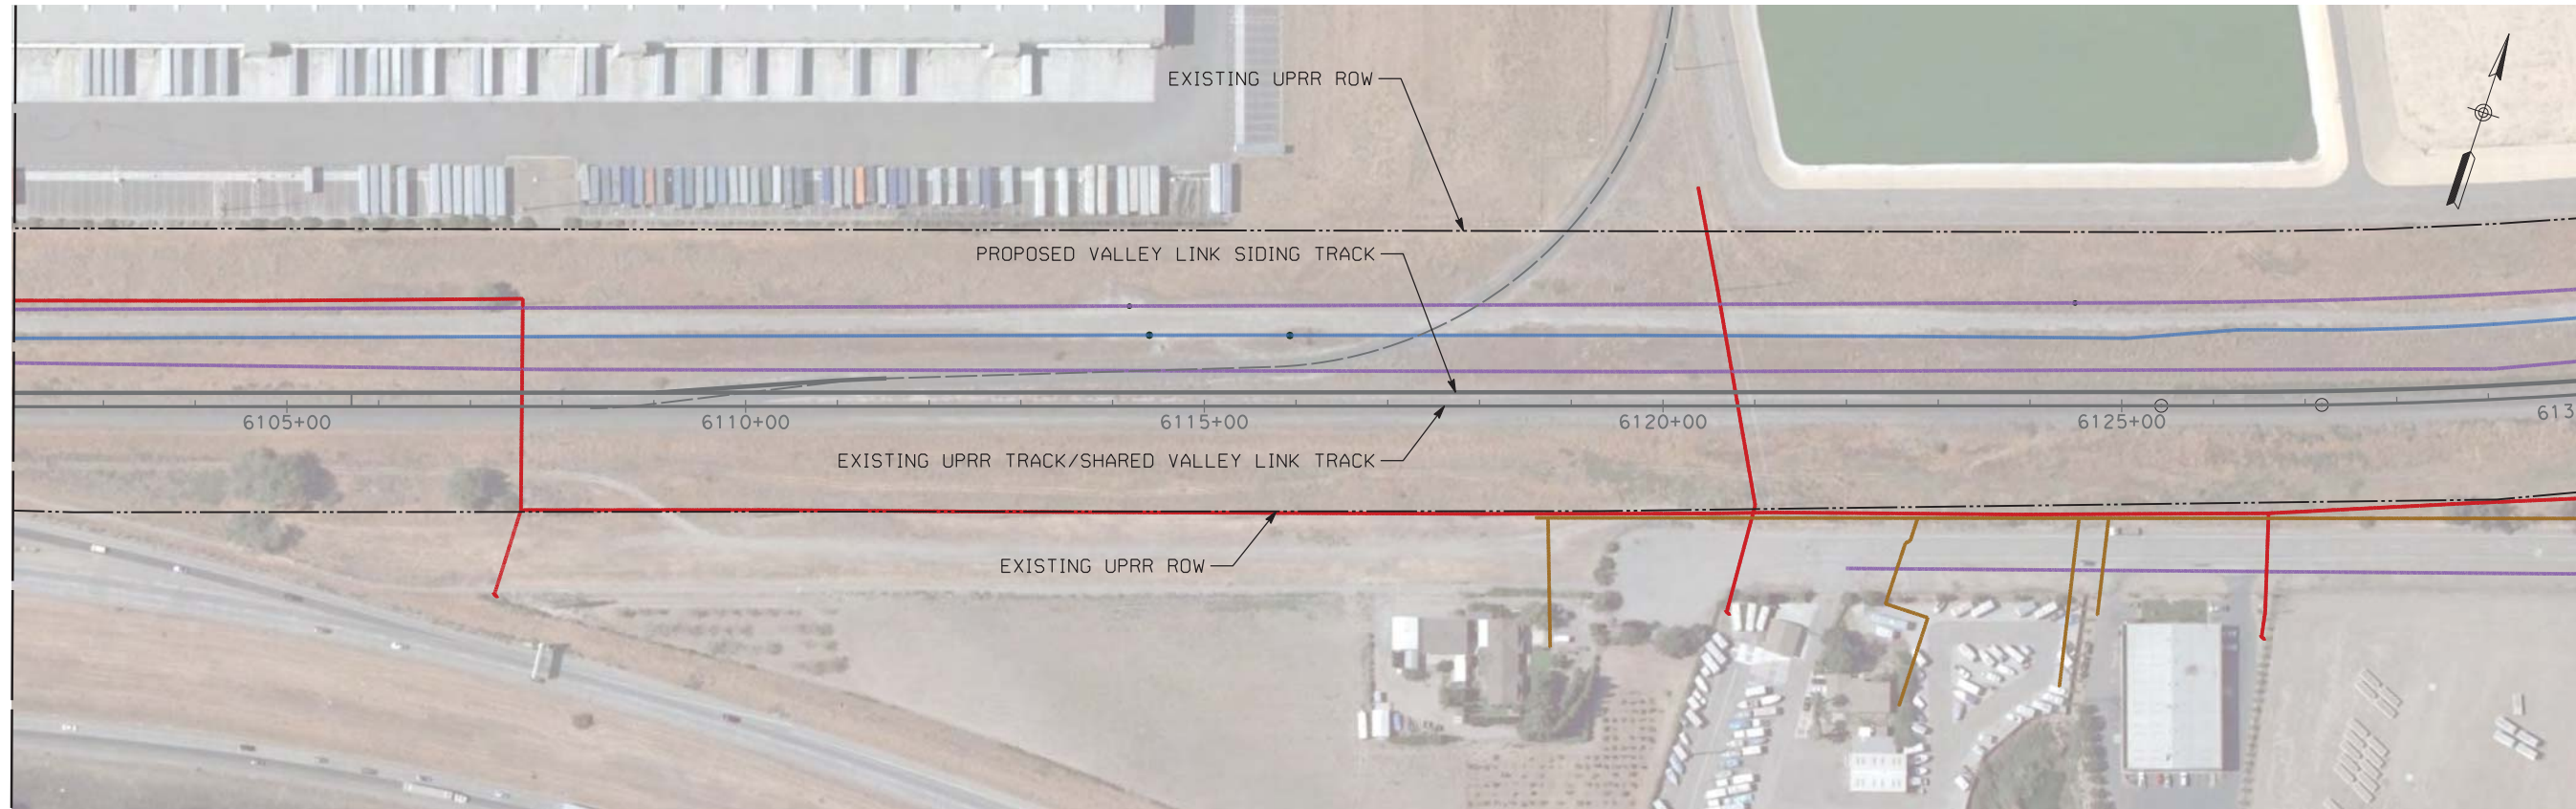 EXISTING UPRR ROW
PROPOSED VALLEY LINK SIDING TRACK
6105+00 6110+00 6115+00 6120+00 6125+00 613
EXISTING UPRR TRACK/SHARED VALLEY LINK TRACK
EXISTING UPRR ROW